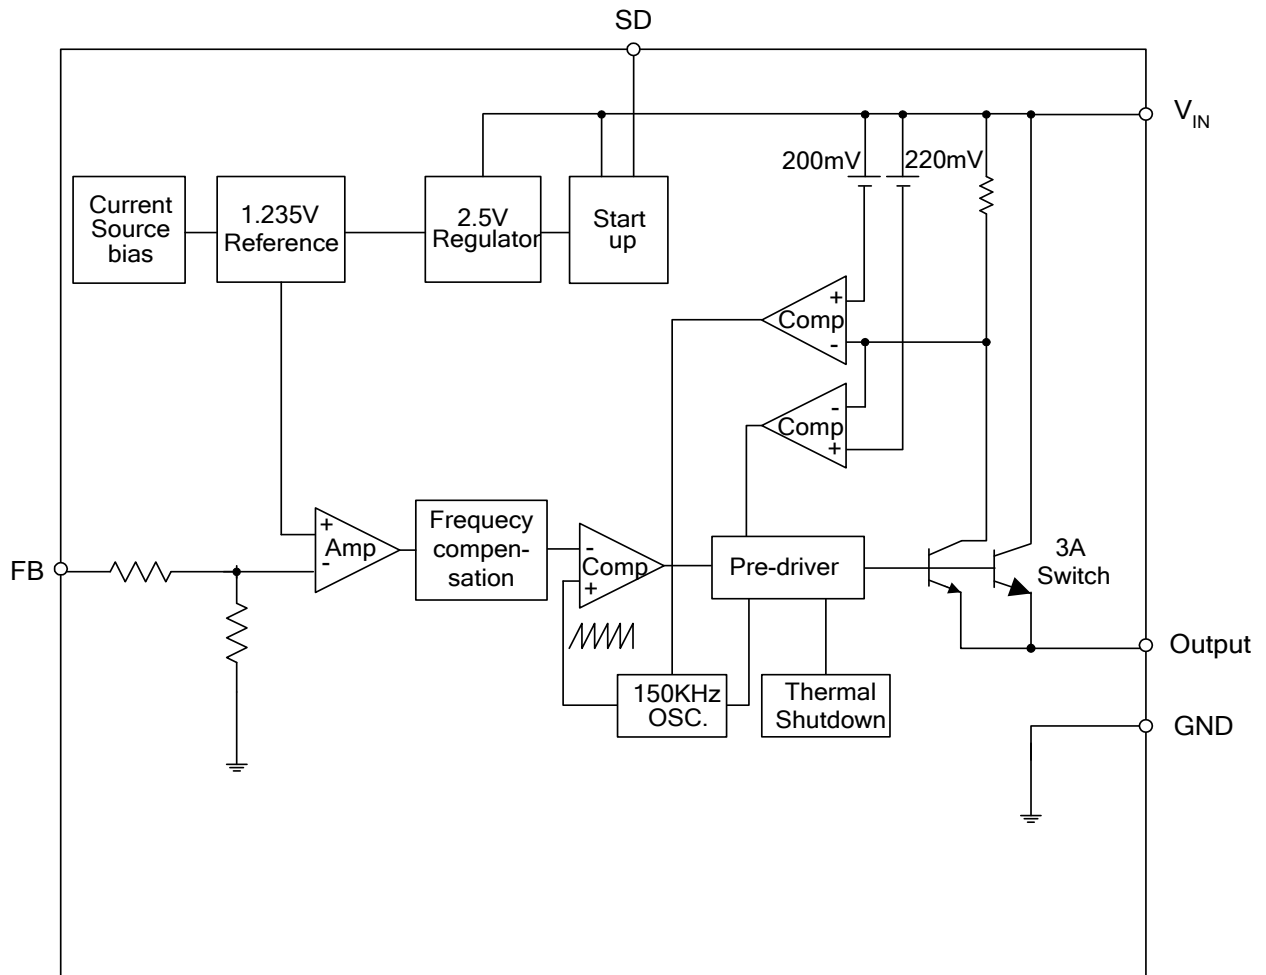 SD
V_IN
200mV
220mV
Current
Source
bias
1.235V
Reference
2.5V
Regulator
Start
up
+
Comp
-
-
Comp
+
FB
+
Amp
-
Frequecy
compen-
sation
-
Comp
+
Pre-driver
3A
Switch
Output
150KHz
OSC.
Thermal
Shutdown
GND